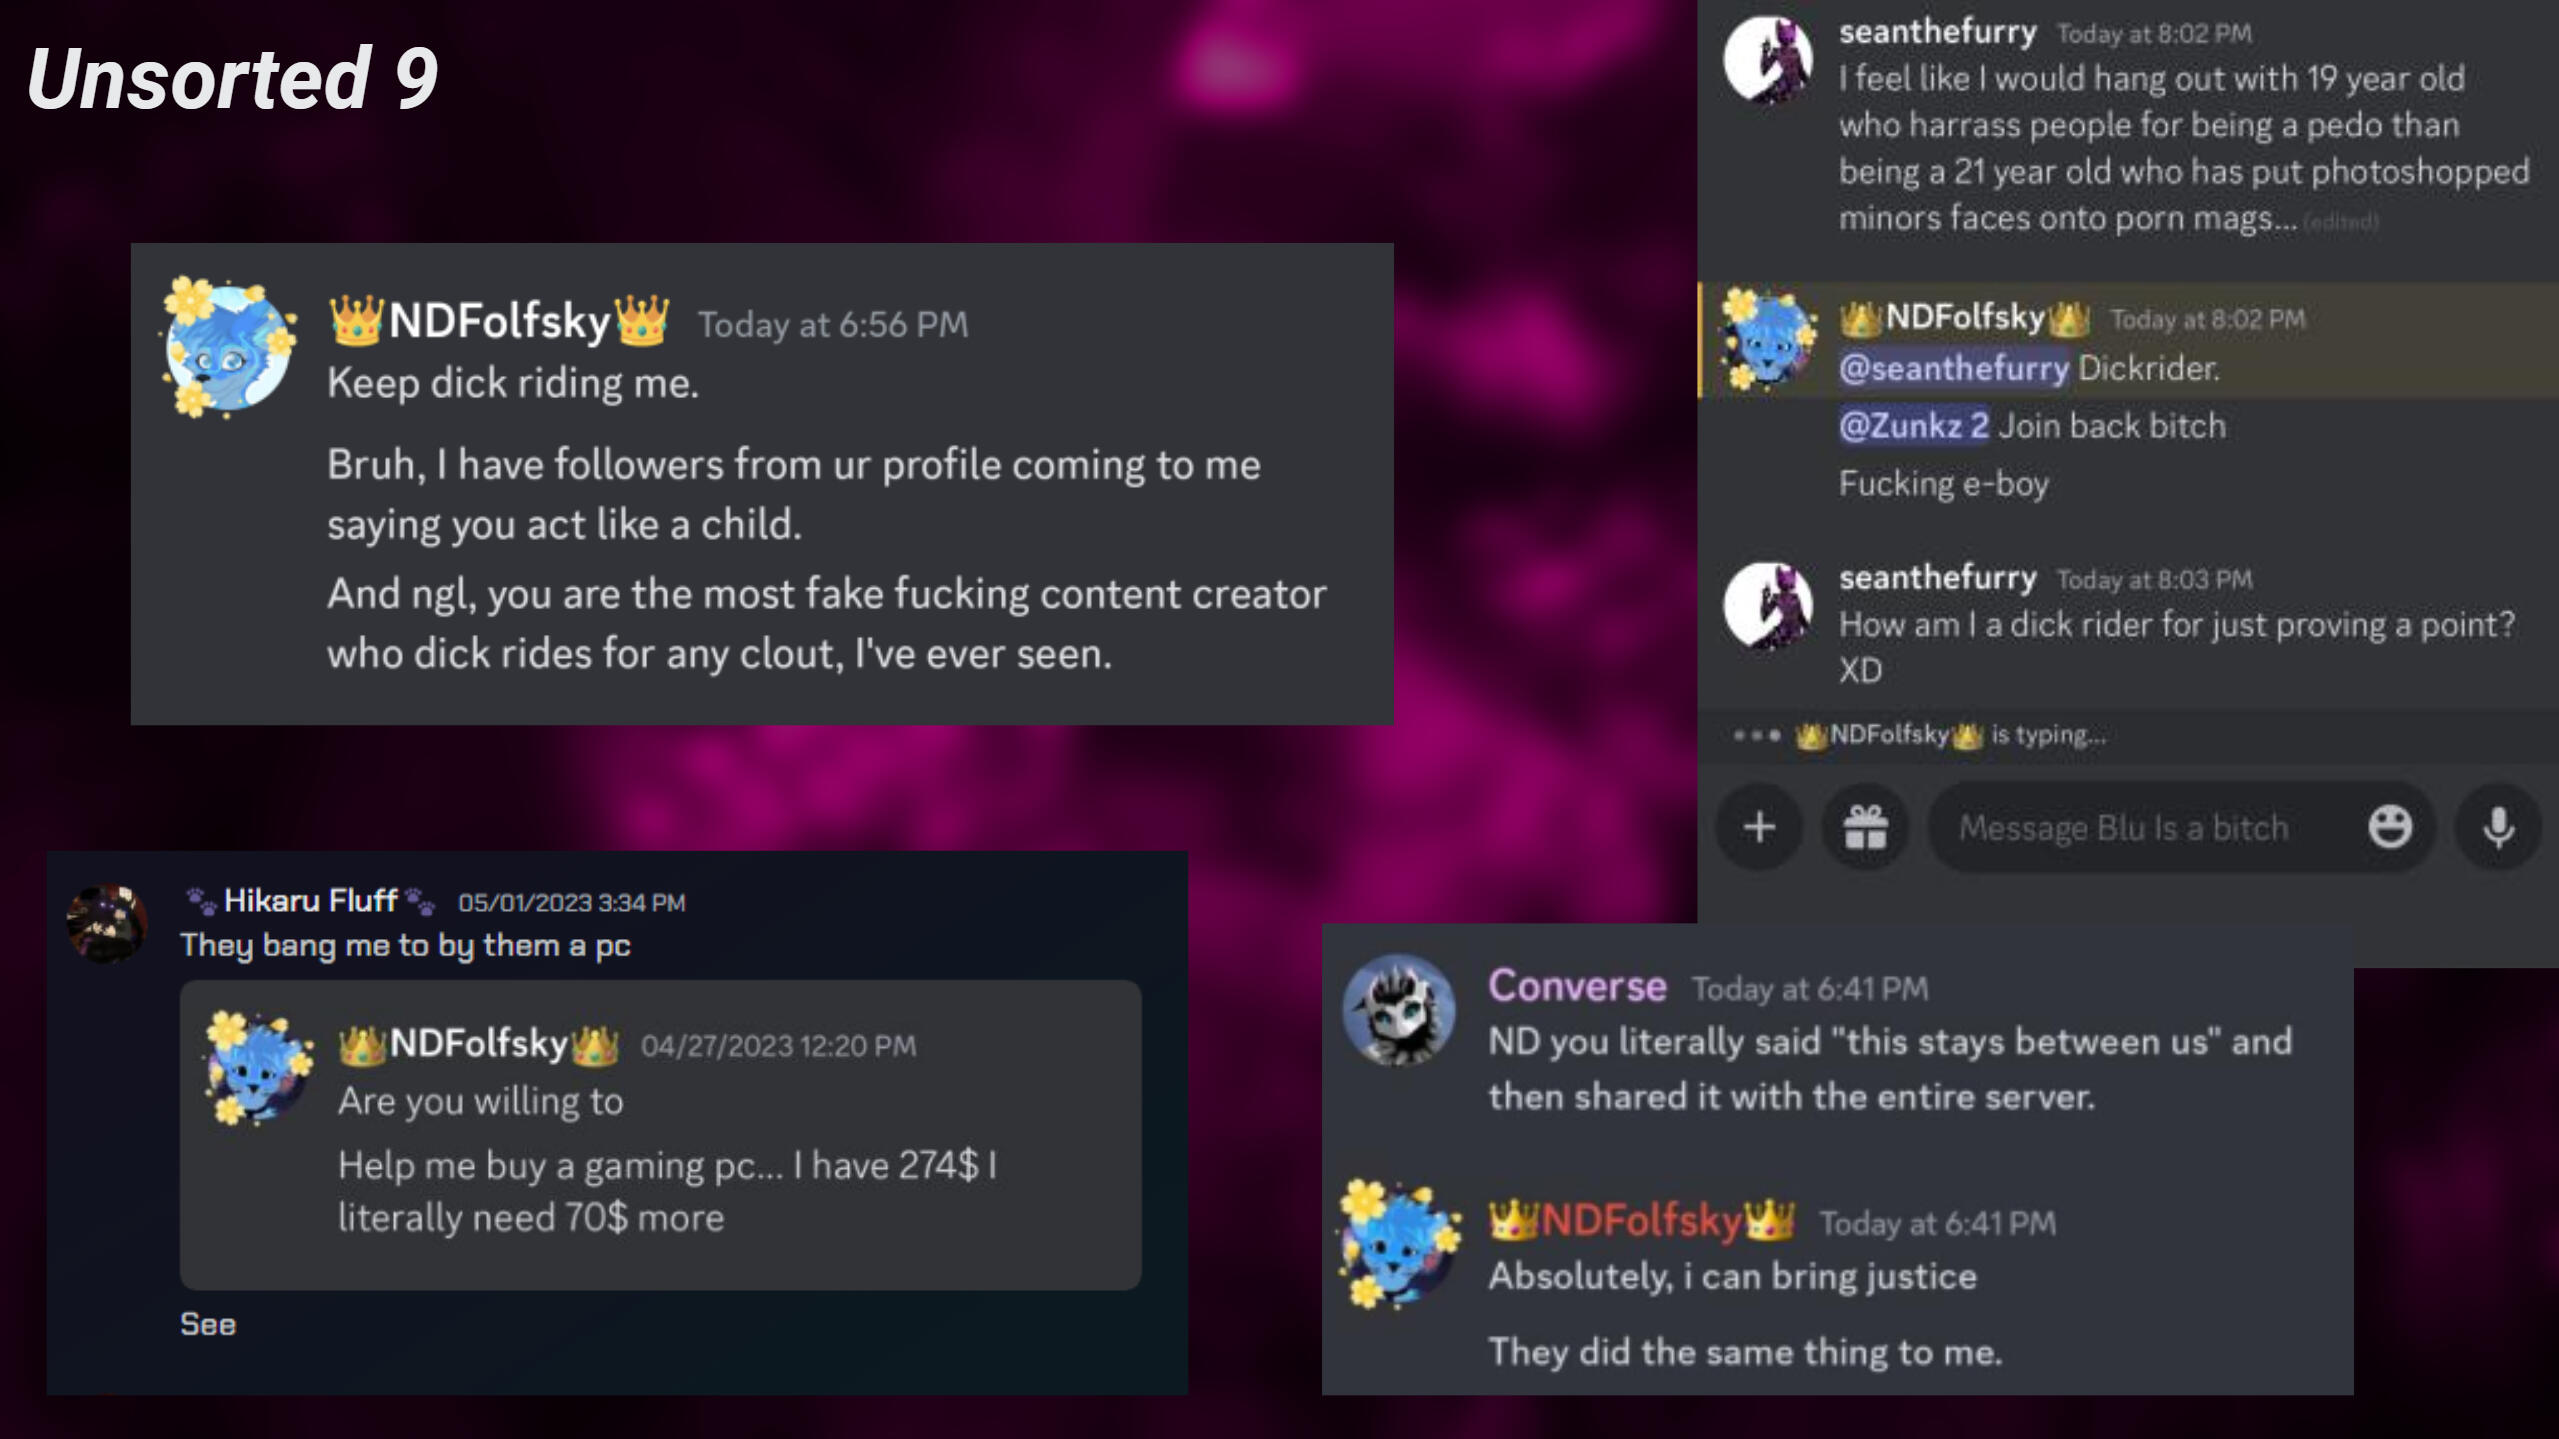 Unsorted 9
👑NDFolfsky👑 Today at 6:56 PM
Keep dick riding me.
Bruh, I have followers from ur profile coming to me
saying you act like a child.
And ngl, you are the most fake fucking content creator
who dick rides for any clout, I've ever seen.
seanthefurry Today at 8:02 PM
I feel like I would hang out with 19 year old
who harrass people for being a pedo than
being a 21 year old who has put photoshopped
minors faces onto porn mags... (edited)
👑NDFolfsky👑 Today at 8:02 PM
@seanthefurry Dickrider.
@Zunkz 2 Join back bitch
Fucking e-boy
seanthefurry Today at 8:03 PM
How am I a dick rider for just proving a point?
XD
👑NDFolfsky👑 is typing...
Message Blu Is a bitch
🐾Hikaru Fluff🐾 05/01/2023 3:34 PM
They bang me to by them a pc
👑NDFolfsky👑 04/27/2023 12:20 PM
Are you willing to
Help me buy a gaming pc... I have 274$ I
literally need 70$ more
See
Converse Today at 6:41 PM
ND you literally said "this stays between us" and
then shared it with the entire server.
👑NDFolfsky👑 Today at 6:41 PM
Absolutely, i can bring justice
They did the same thing to me.